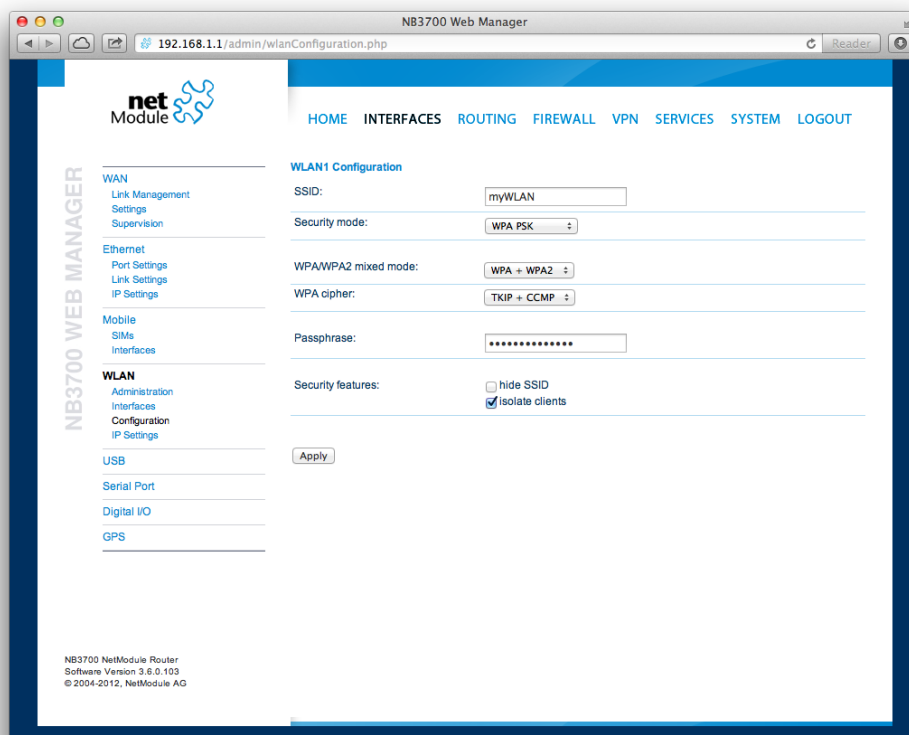 NB3700 Web Manager
192.168.1.1/admin/wlanConfiguration.php
Reader
net
Module
HOME INTERFACES ROUTING FIREWALL VPN SERVICES SYSTEM LOGOUT
NB3700 WEB MANAGER
WAN
Link Management
Settings
Supervision
Ethernet
Port Settings
Link Settings
IP Settings
Mobile
SIMs
Interfaces
WLAN
Administration
Interfaces
Configuration
IP Settings
USB
Serial Port
Digital I/O
GPS
WLAN1 Configuration
SSID: myWLAN
Security mode: WPA PSK
WPA/WPA2 mixed mode: WPA + WPA2
WPA cipher: TKIP + CCMP
Passphrase: ••••••••••••••
Security features: hide SSID
isolate clients
Apply
NB3700 NetModule Router
Software Version 3.6.0.103
© 2004-2012, NetModule AG